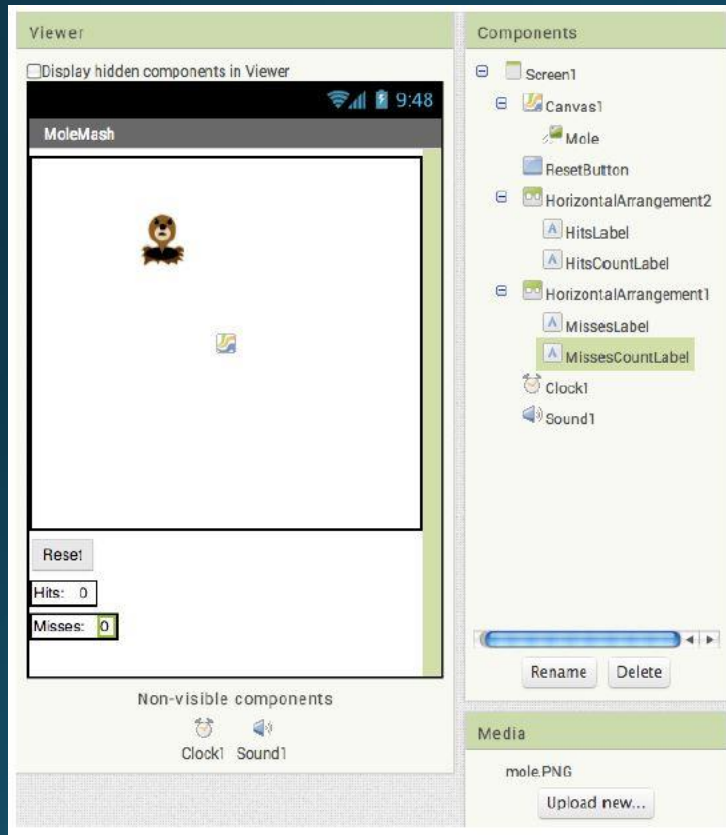 Viewer
Display hidden components in Viewer
9:48
MoleMash
Reset
Hits: 0
Misses: 0
Non-visible components
Clock1 Sound1
Components
Screen1
Canvas1
Mole
ResetButton
HorizontalArrangement2
A HitsLabel
A HitsCountLabel
HorizontalArrangement1
A MissesLabel
A MissesCountLabel
Clock1
Sound1
Rename Delete
Media
mole.PNG
Upload new...